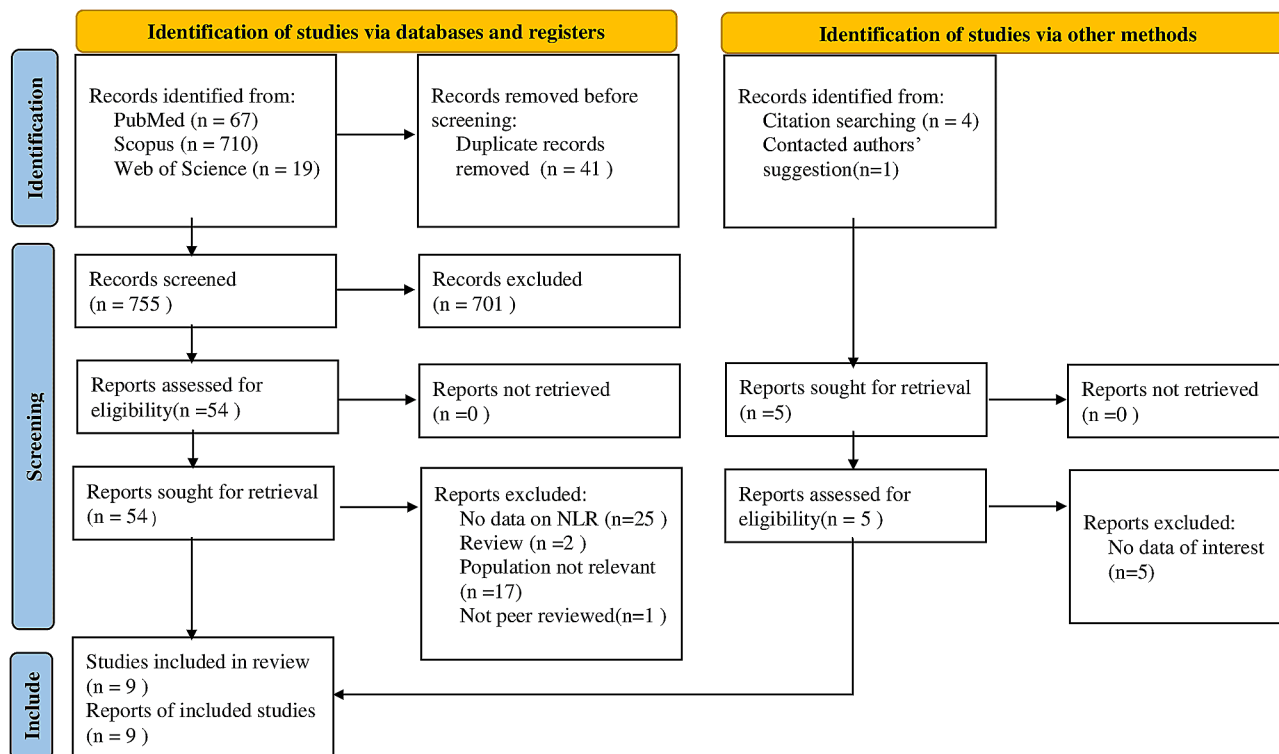 Identification of studies via databases and registers
Identification of studies via other methods
Identification
Records identified from:
PubMed (n = 67)
Scopus (n = 710)
Web of Science (n = 19)
Records removed before
screening:
Duplicate records
removed (n = 41 )
Records identified from:
Citation searching (n = 4)
Contacted authors’
suggestion(n=1)
Screening
Records screened
(n = 755 )
Records excluded
(n = 701 )
Reports assessed for
eligibility(n =54 )
Reports not retrieved
(n =0 )
Reports sought for retrieval
(n =5)
Reports not retrieved
(n =0 )
Reports sought for retrieval
(n = 54 )
Reports excluded:
No data on NLR (n=25 )
Review (n =2 )
Population not relevant
(n =17)
Not peer reviewed(n=1 )
Reports assessed for
eligibility(n = 5 )
Reports excluded:
No data of interest
(n=5)
Include
Studies included in review
(n = 9 )
Reports of included studies
(n = 9 )